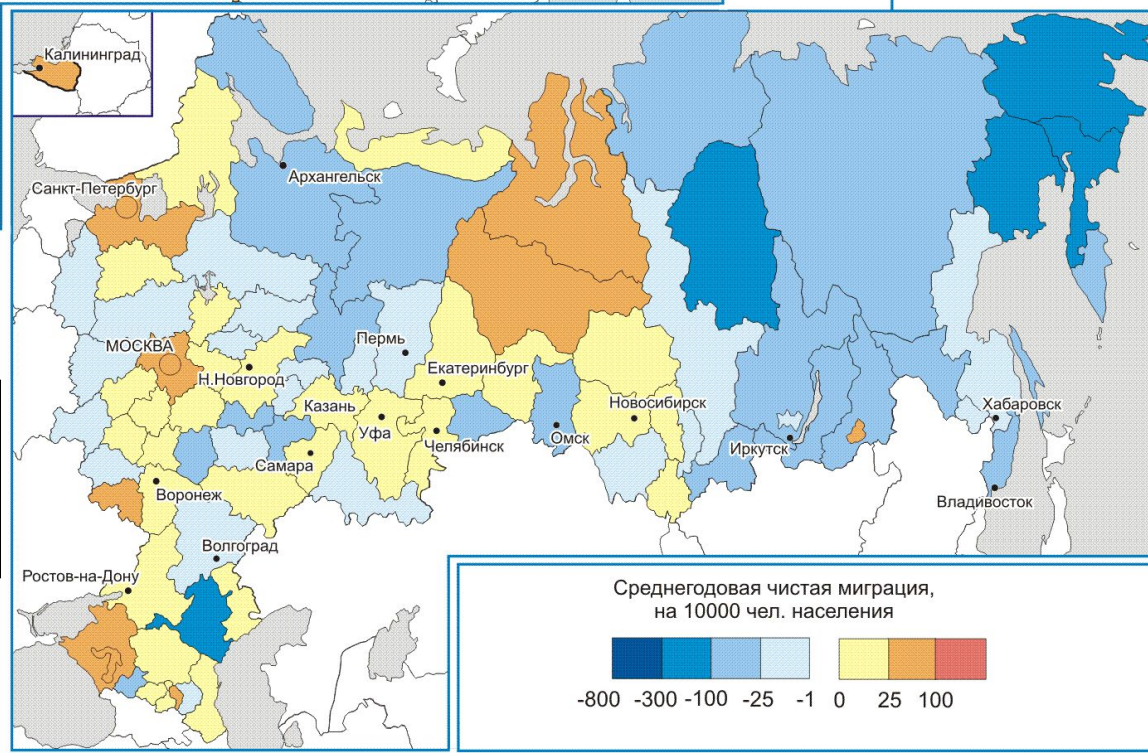 Калининград
Архангельск
Санкт-Петербург
МОСКВА
Пермь
Н.Новгород
Екатеринбург
Казань
Новосибирск
Хабаровск
Уфа
Челябинск
Омск
Иркутск
Самара
Воронеж
Владивосток
Волгоград
Ростов-на-Дону
Среднегодовая чистая миграция,
на 10000 чел. населения
-800 -300 -100 -25 -1 0 25 100